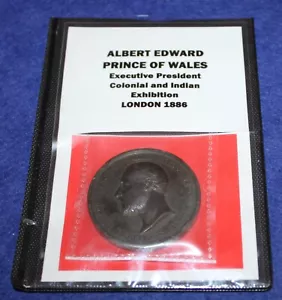 ALBERT EDWARD
PRINCE OF WALES
Executive President
Colonial and Indian
Exhibition
LONDON 1886